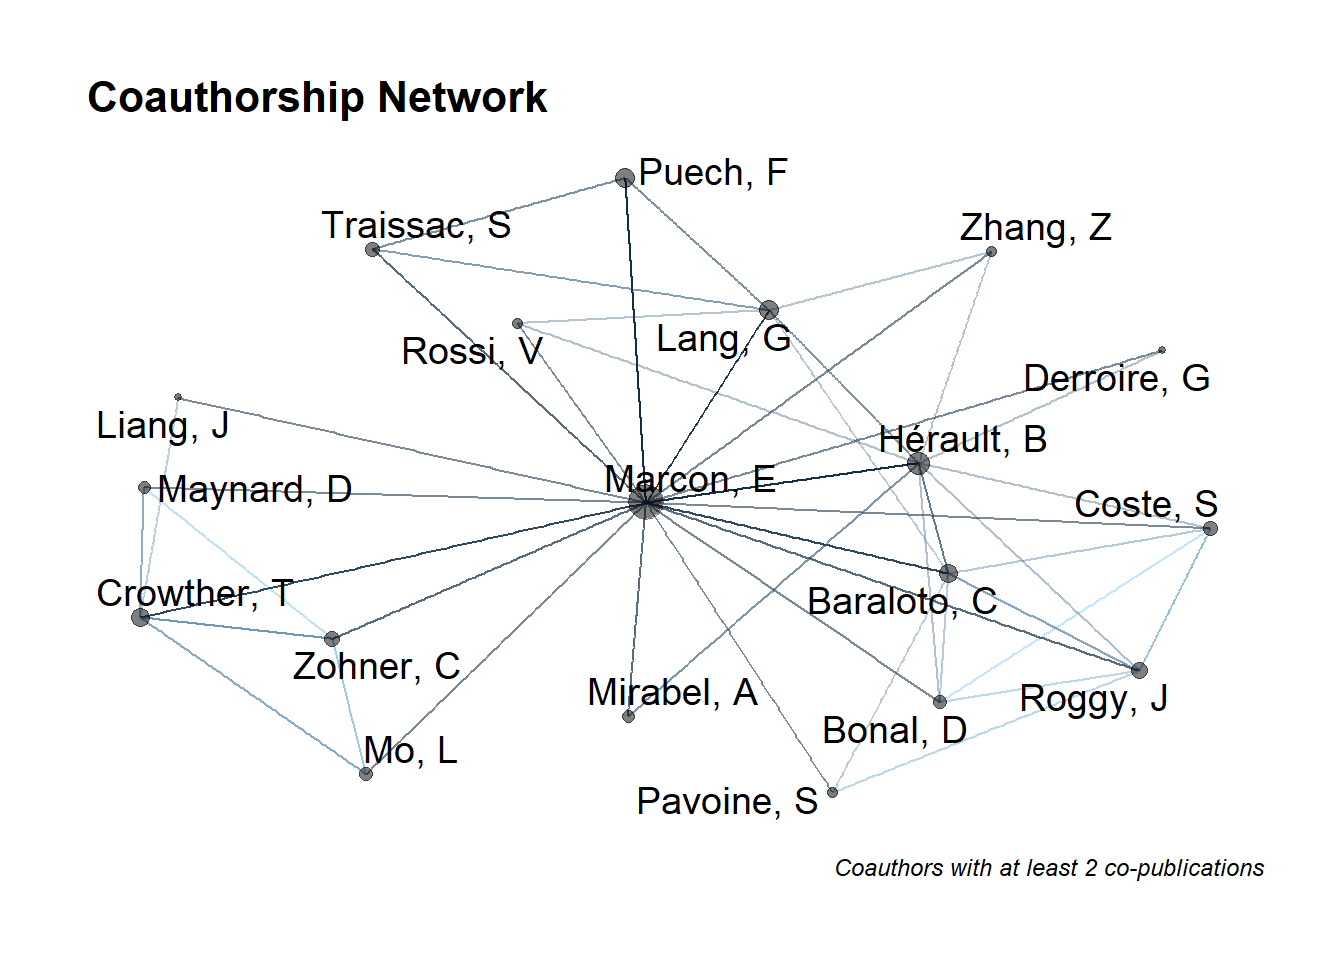 Coauthorship Network
Puech, F
Traissac, S
Zhang, Z
Lang, G
Rossi, V
Derroire, G
Liang, J
Hérault, B
Marcon, E
Maynard, D
Coste, S
Crowther, T
Baraloto, C
Zohner, C
Mirabel, A
Roggy, J
Bonal, D
Mo, L
Pavoine, S
Coauthors with at least 2 co-publications